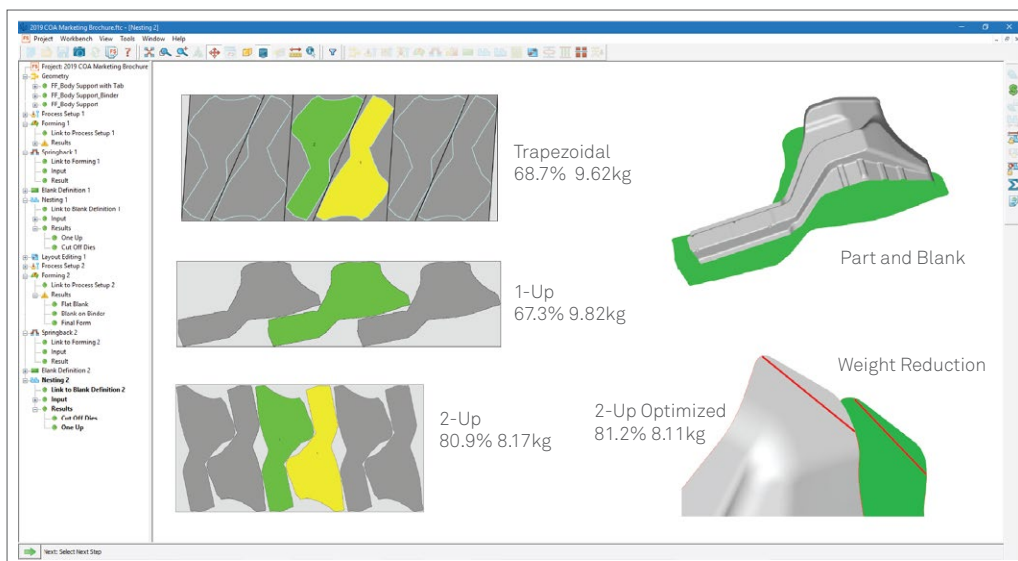 2019 COA Marketing Brochure.ftc - [Nesting 2]
Project Workbench View Tools Window Help
Project: 2019 COA Marketing Brochure
Geometry
FF_Body Support with Tab
FF_Body Support_Binder
FF_Body Support
Process Setup 1
Forming 1
Link to Process Setup 1
Results
Springback 1
Link to Forming 1
Input
Result
Blank Definition 1
Nesting 1
Link to Blank Definition 1
Input
Results
One Up
Cut Off Dies
Layout Editing 1
Process Setup 2
Forming 2
Link to Process Setup 2
Results
Flat Blank
Blank on Binder
Final Form
Springback 2
Link to Forming 2
Input
Result
Blank Definition 2
Nesting 2
Link to Blank Definition 2
Input
Results
Cut Off Dies
One Up
Trapezoidal
68.7% 9.62kg
1-Up
67.3% 9.82kg
2-Up
80.9% 8.17kg
Part and Blank
Weight Reduction
2-Up Optimized
81.2% 8.11kg
Next: Select Next Step